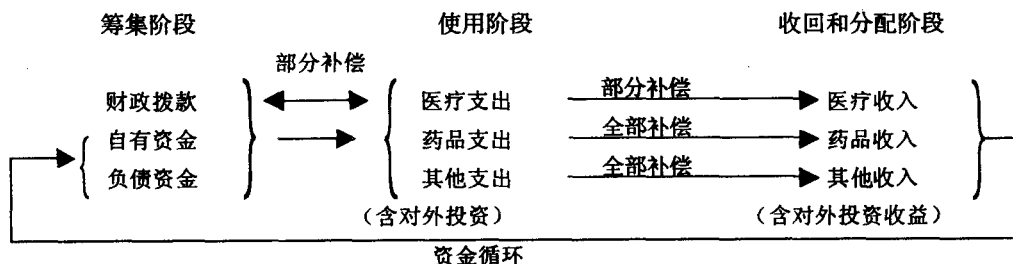 筹集阶段 使用阶段 收回和分配阶段
部分补偿
财政拨款 医疗支出 部分补偿 医疗收入
自有资金 药品支出 全部补偿 药品收入
负债资金 其他支出 全部补偿 其他收入
（含对外投资） （含对外投资收益）
资金循环